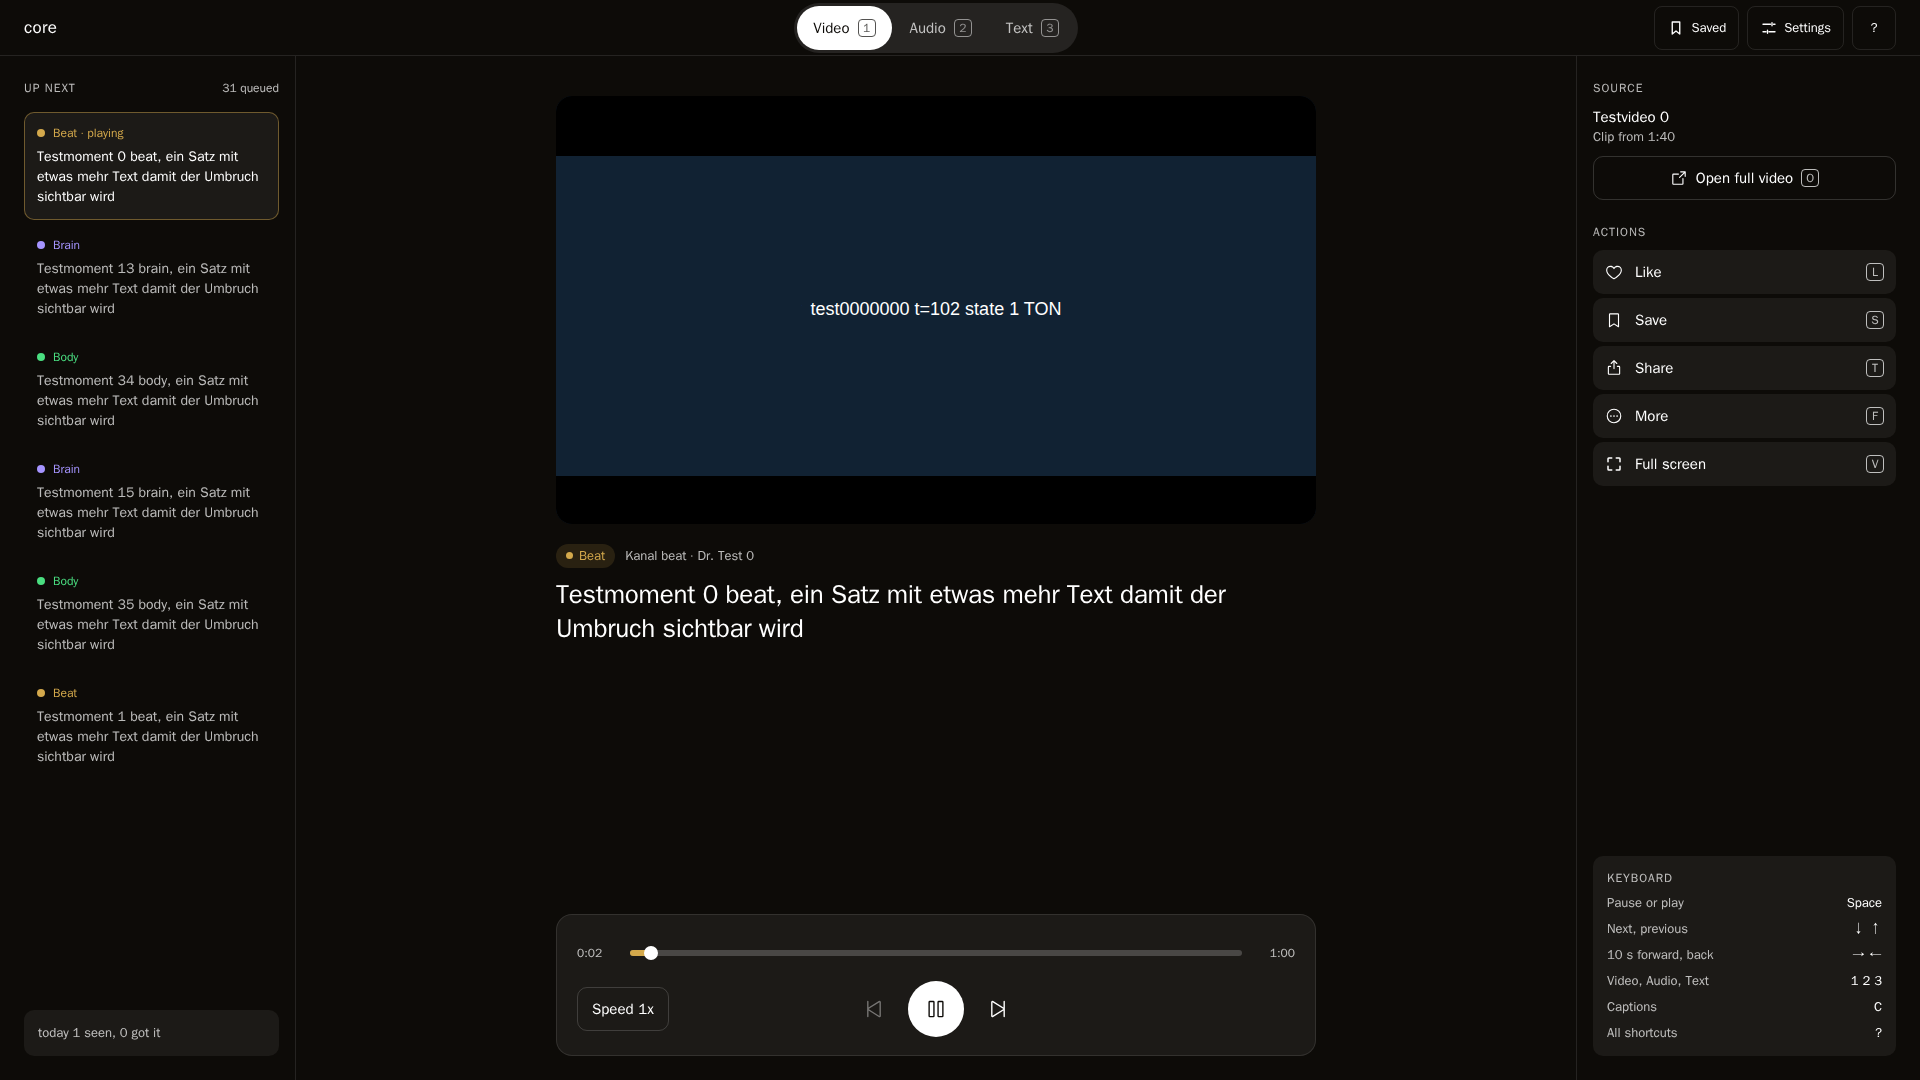 core
Video 1
Audio 2
Text 3
Saved
Settings
?
UP NEXT
31 queued
Beat · playing
Testmoment 0 beat, ein Satz mit
etwas mehr Text damit der Umbruch
sichtbar wird
Brain
Testmoment 13 brain, ein Satz mit
etwas mehr Text damit der Umbruch
sichtbar wird
Body
Testmoment 34 body, ein Satz mit
etwas mehr Text damit der Umbruch
sichtbar wird
Brain
Testmoment 15 brain, ein Satz mit
etwas mehr Text damit der Umbruch
sichtbar wird
Body
Testmoment 35 body, ein Satz mit
etwas mehr Text damit der Umbruch
sichtbar wird
Beat
Testmoment 1 beat, ein Satz mit
etwas mehr Text damit der Umbruch
sichtbar wird
today 1 seen, 0 got it
test0000000 t=102 state 1 TON
Beat
Kanal beat · Dr. Test 0
Testmoment 0 beat, ein Satz mit etwas mehr Text damit der
Umbruch sichtbar wird
0:02
1:00
Speed 1x
SOURCE
Testvideo 0
Clip from 1:40
Open full video O
ACTIONS
Like L
Save S
Share T
More F
Full screen V
KEYBOARD
Pause or play Space
Next, previous ↓ ↑
10 s forward, back → ←
Video, Audio, Text 1 2 3
Captions C
All shortcuts ?